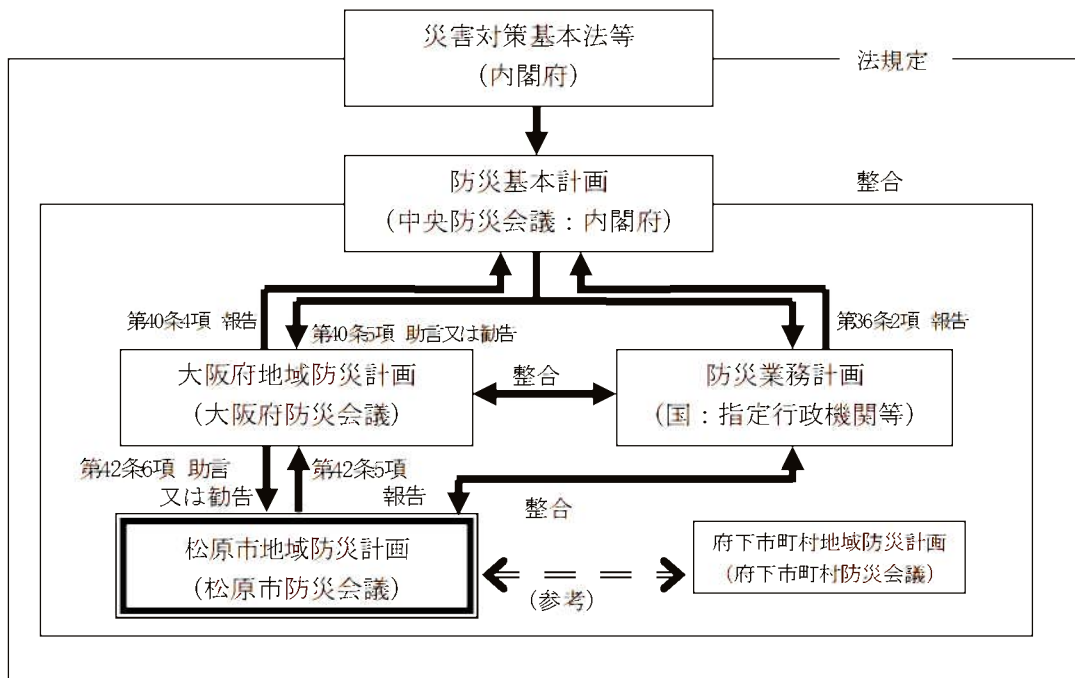 災害対策基本法等
(内閣府)
法規定
防災基本計画
(中央防災会議：内閣府)
整合
第40条4項 報告
第40条5項 助言又は勧告
第36条2項 報告
大阪府地域防災計画
(大阪府防災会議)
整合
防災業務計画
(国：指定行政機関等)
第42条6項 助言
又は勧告
第42条5項
報告
整合
松原市地域防災計画
(松原市防災会議)
(参考)
府下市町村地域防災計画
(府下市町村防災会議)